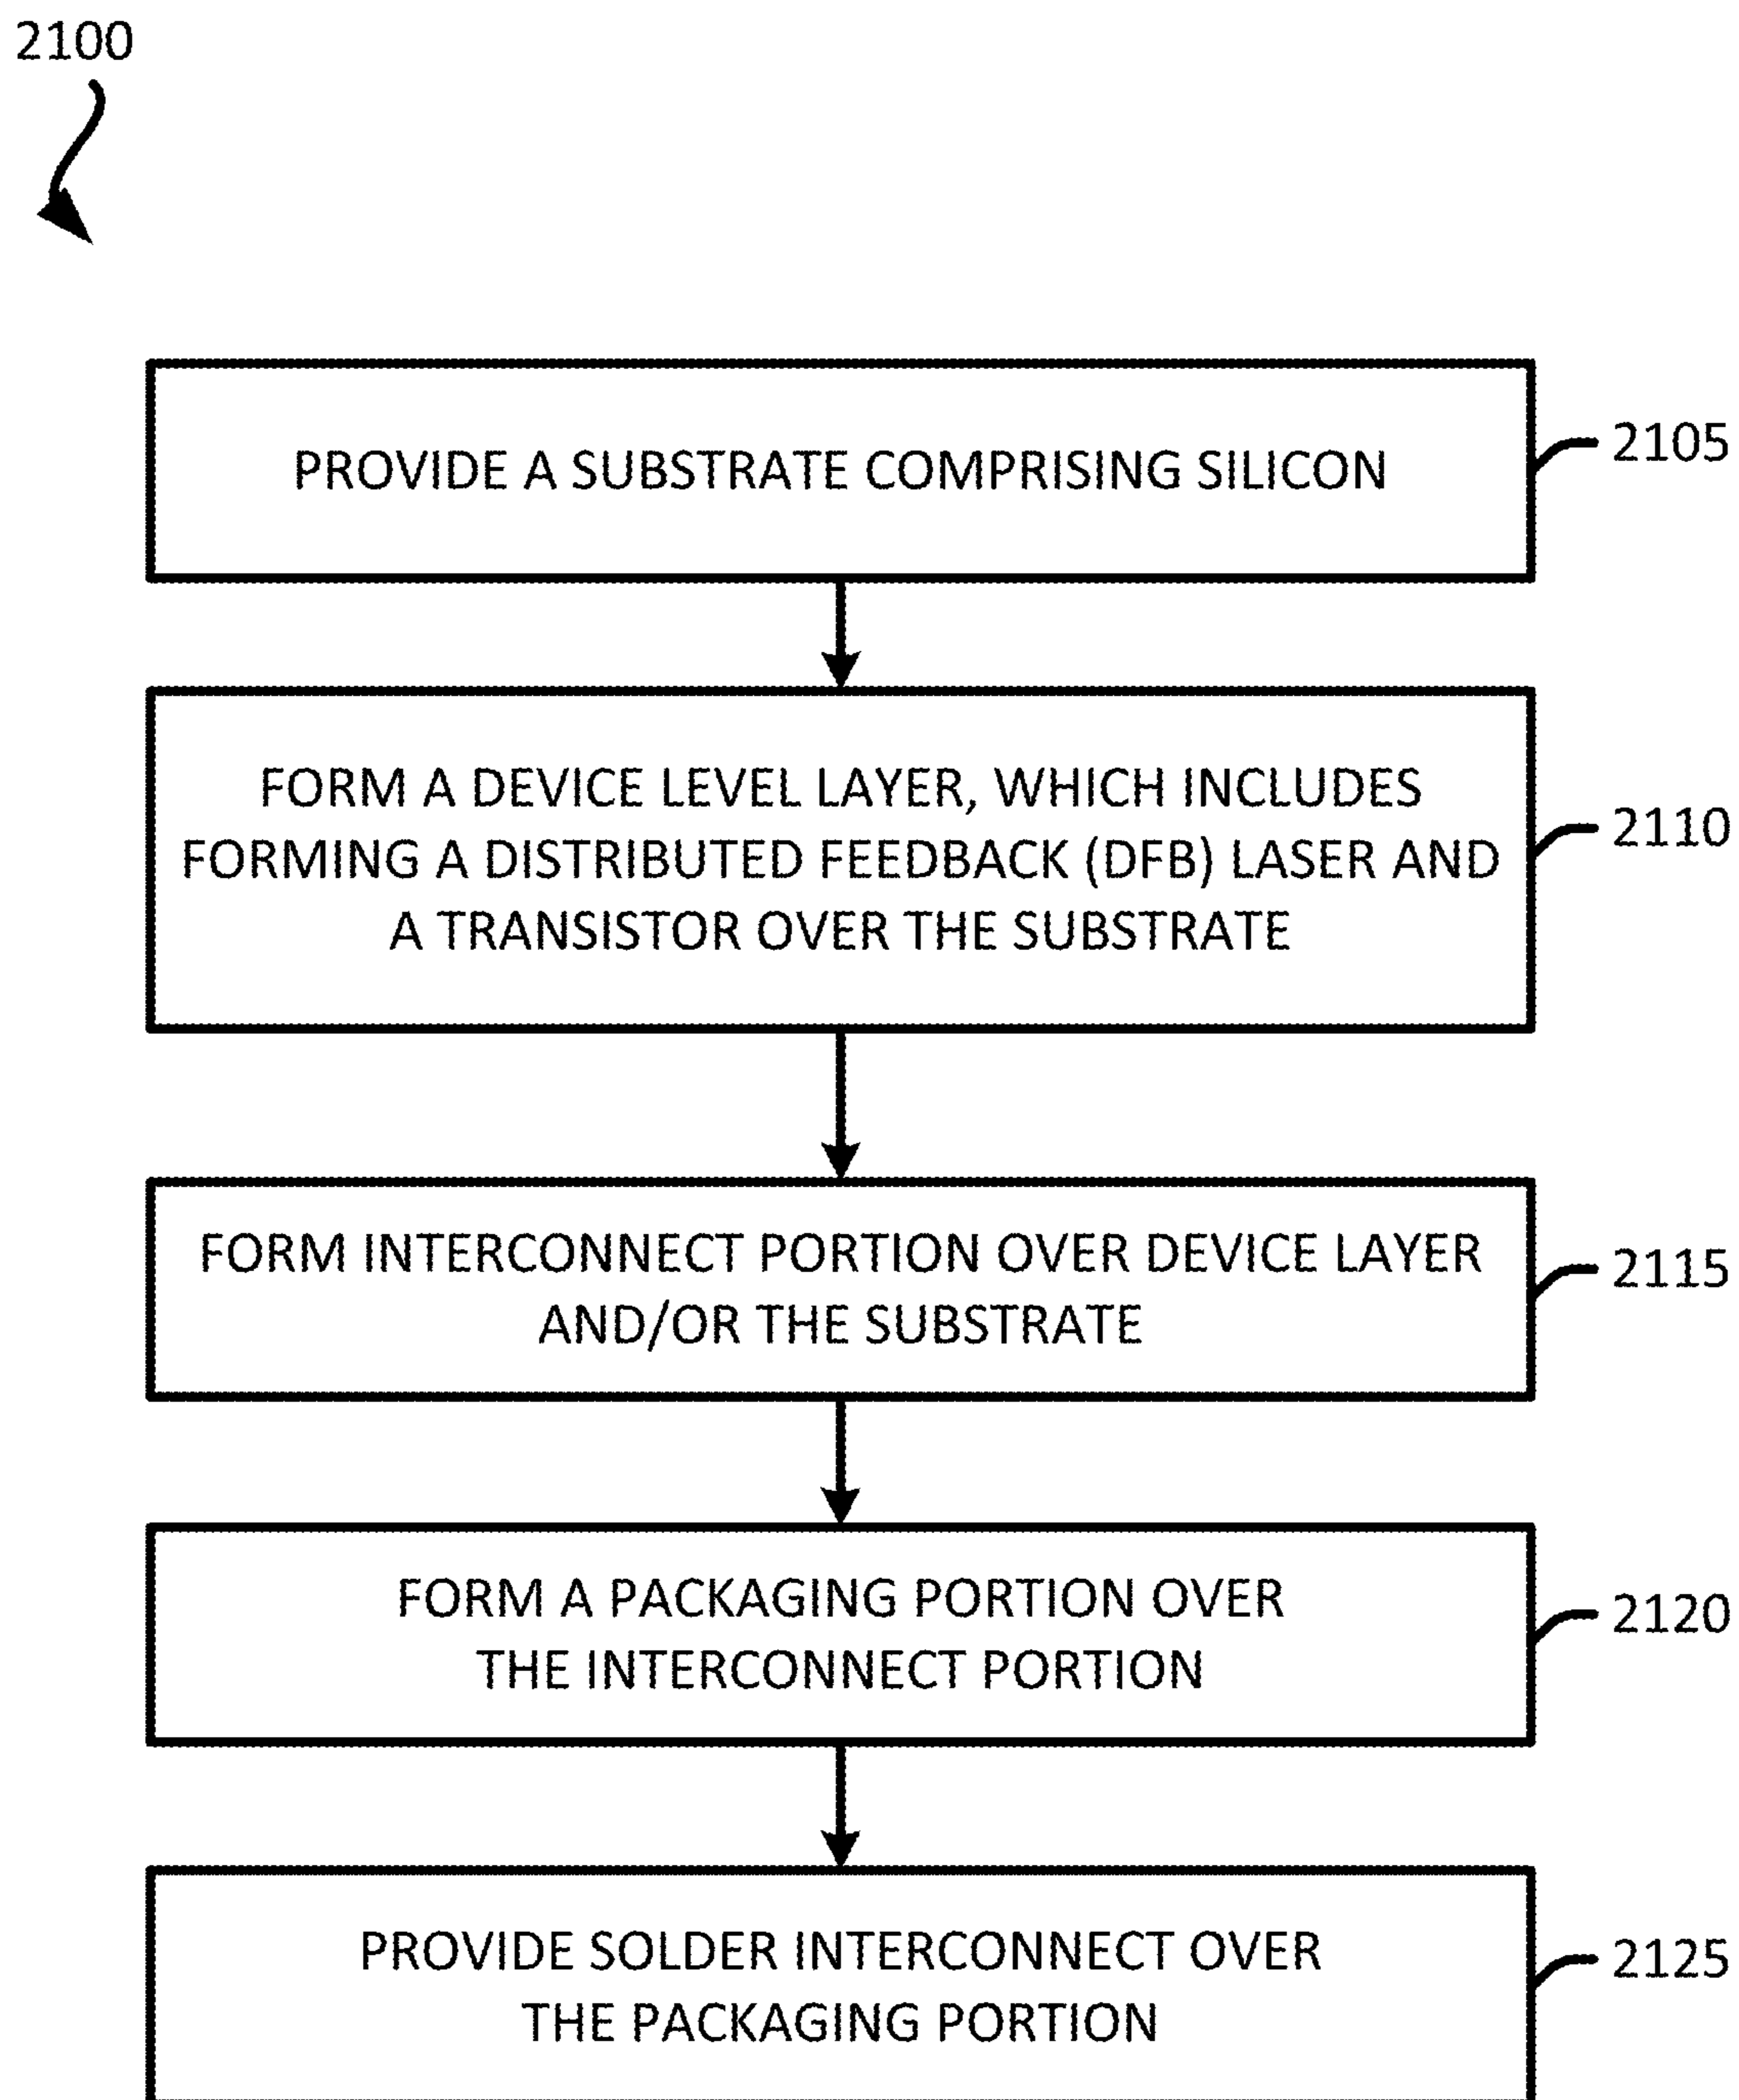 2100
PROVIDE A SUBSTRATE COMPRISING SILICON
2105
FORM A DEVICE LEVEL LAYER, WHICH INCLUDES
FORMING A DISTRIBUTED FEEDBACK (DFB) LASER AND
A TRANSISTOR OVER THE SUBSTRATE
2110
FORM INTERCONNECT PORTION OVER DEVICE LAYER
AND/OR THE SUBSTRATE
2115
FORM A PACKAGING PORTION OVER
THE INTERCONNECT PORTION
2120
PROVIDE SOLDER INTERCONNECT OVER
THE PACKAGING PORTION
2125